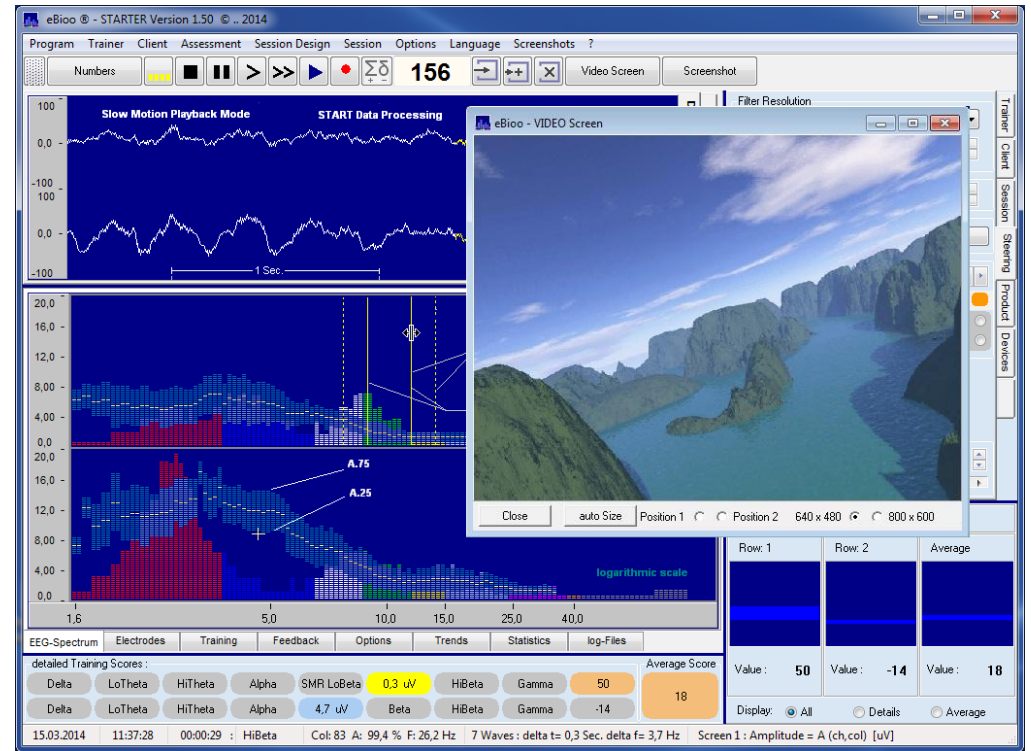 eBioo ® - STARTER Version 1.50 © .. 2014
Program Trainer Client Assessment Session Design Session Options Language Screenshots ?
Numbers > >> Σδ + − 156 Video Screen Screenshot
100
Slow Motion Playback Mode START Data Processing
0,0
-100
100
0,0
-100
1 Sec.
Filter Resolution
eBioo - VIDEO Screen
Close auto Size Position 1 Position 2 640 x 480 800 x 600
Trainer
Client
Session
Steering
Product
Devices
20,0
16,0
12,0
8,00
4,00
0,0
20,0
16,0
12,0
8,00
4,00
0,0
A.75
A.25
logarithmic scale
1,6 5,0 10,0 15,0 25,0 40,0
EEG-Spectrum Electrodes Training Feedback Options Trends Statistics log-Files
detailed Training Scores : Average Score
Delta LoTheta HiTheta Alpha SMR LoBeta 0,3 uV HiBeta Gamma 50
18
Delta LoTheta HiTheta Alpha 4,7 uV Beta HiBeta Gamma -14
Row: 1 Row: 2 Average
Value : 50 Value : -14 Value : 18
Display: All Details Average
15.03.2014 11:37:28 00:00:29 : HiBeta Col: 83 A: 99,4 % F: 26,2 Hz 7 Waves : delta t= 0,3 Sec. delta f= 3,7 Hz Screen 1 : Amplitude = A (ch,col) [uV]